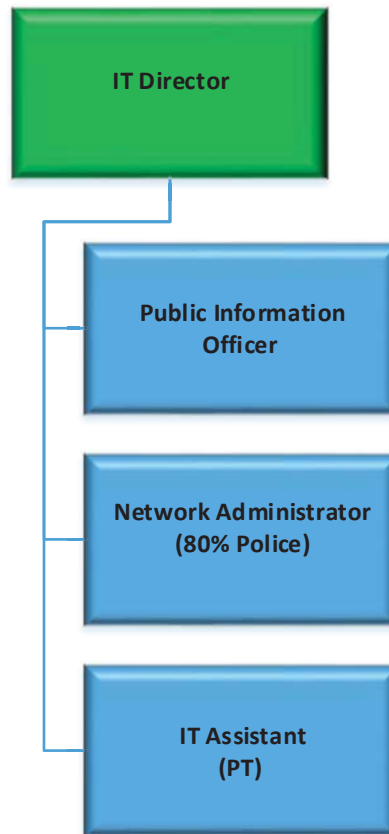 IT Director
Public Information
Officer
Network Administrator
(80% Police)
IT Assistant
(PT)